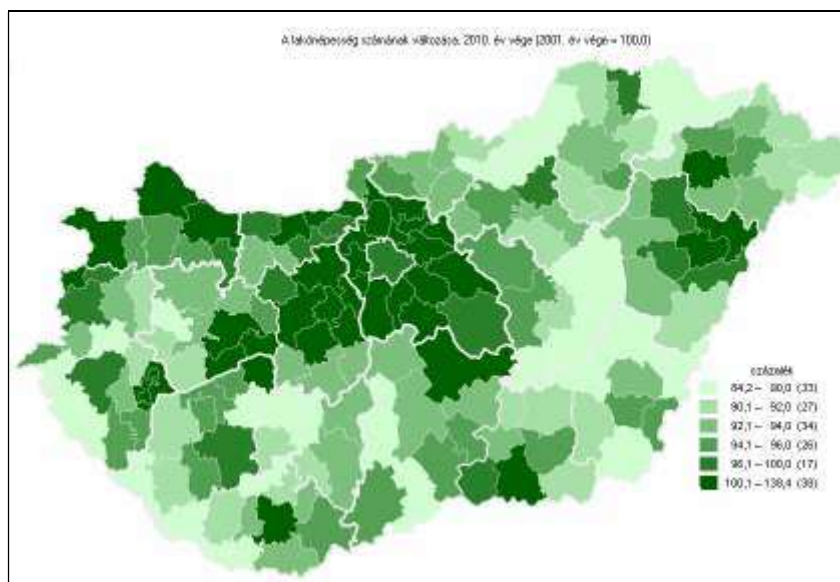 A lakónépesség számának változása, 2010. év vége (2001. év vége = 100,0)
százalék
84,2 – 90,0 (33)
90,1 – 92,0 (27)
92,1 – 94,0 (34)
94,1 – 96,0 (26)
96,1 – 100,0 (17)
100,1 – 138,4 (38)